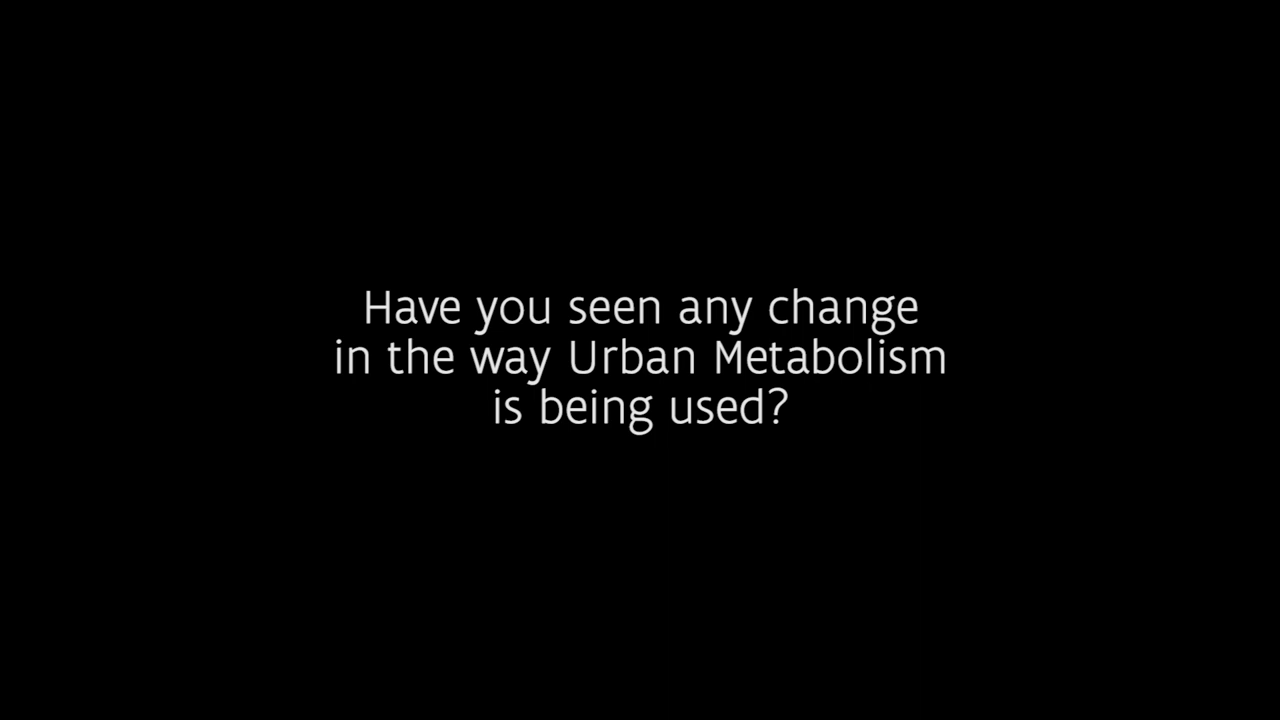 Have you seen any change
in the way Urban Metabolism
is being used?